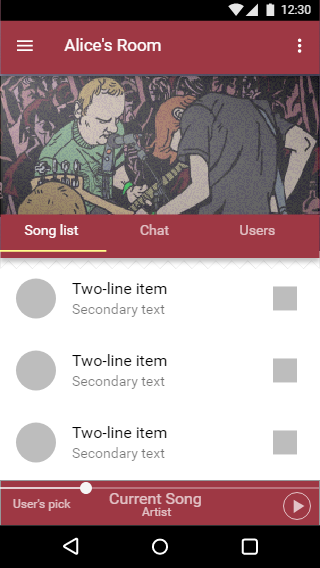 12:30
Alice's Room
Song list Chat Users
Two-line item
Secondary text
Two-line item
Secondary text
Two-line item
Secondary text
User's pick
Current Song
Artist